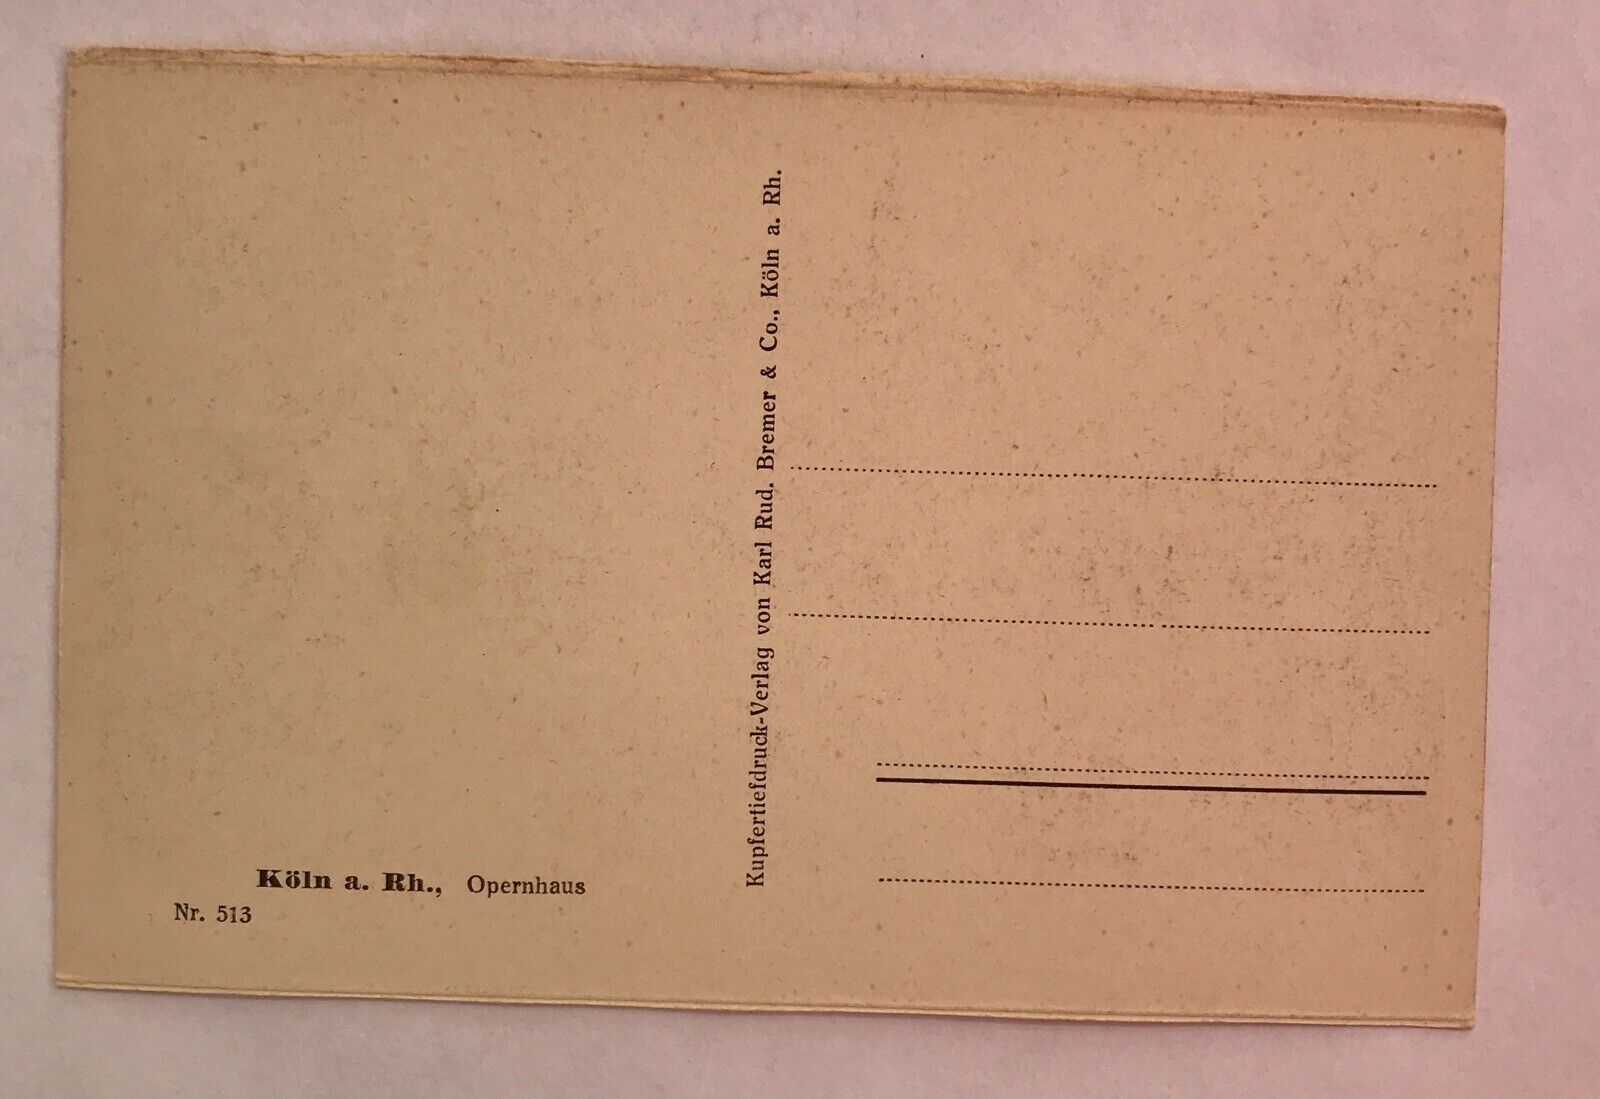 Kupfertiefdruck-Verlag von Karl Rud. Bremer & Co., Köln a. Rh.
Köln a. Rh., Opernhaus
Nr. 513